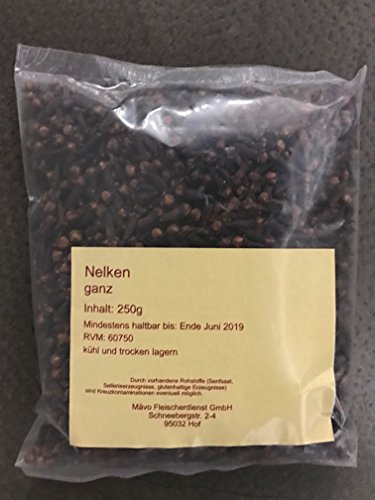 Nelken
ganz
Inhalt: 250g
Mindestens haltbar bis: Ende Juni 2019
RVM: 60750
kühl und trocken lagern
Durch vorhandene Rohstoffe (Senfsaat,
Sellerieerzeugnisse, glutenhaltige Erzeugnisse)
sind Kreuzkontaminationen eventuell möglich.
Mävo Fleischerdienst GmbH
Schneebergstr. 2-4
95032 Hof